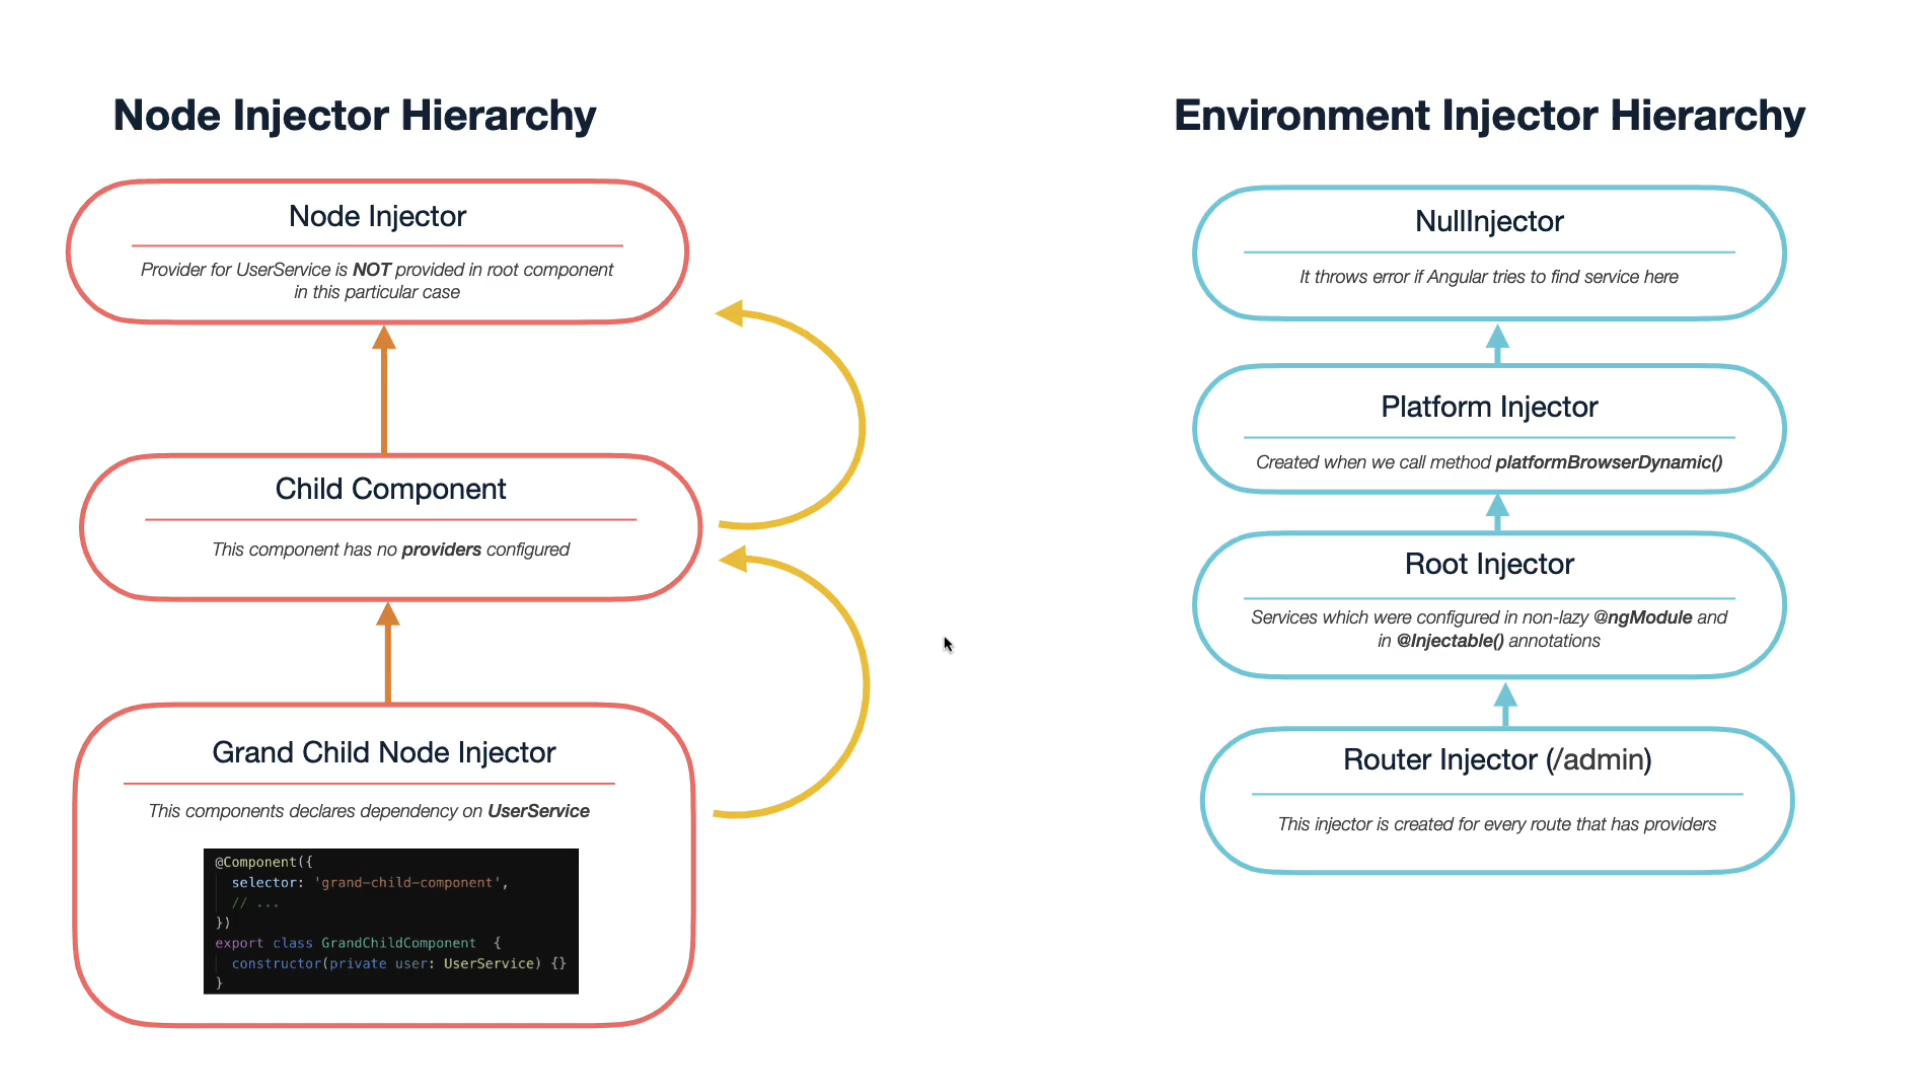 Node Injector Hierarchy
Node Injector
Provider for UserService is NOT provided in root component
in this particular case
Child Component
This component has no providers configured
Grand Child Node Injector
This components declares dependency on UserService
@Component({
selector: 'grand-child-component',
// ...
})
export class GrandChildComponent {
constructor(private user: UserService) {}
}
Environment Injector Hierarchy
NullInjector
It throws error if Angular tries to find service here
Platform Injector
Created when we call method platformBrowserDynamic()
Root Injector
Services which were configured in non-lazy @ngModule and
in @Injectable() annotations
Router Injector (/admin)
This injector is created for every route that has providers